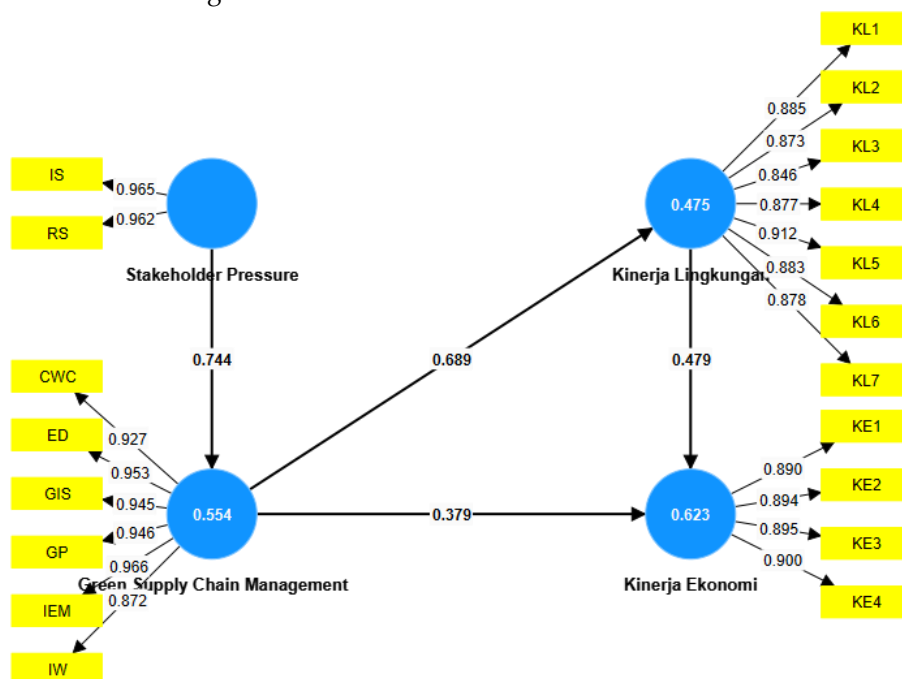 KL1
KL2
0.885
0.873
KL3
IS
0.965
0.846
RS
0.962
0.475
0.877
KL4
0.912
KL5
0.883
Stakeholder Pressure
Kinerja Lingkungan
0.878
KL6
0.744
0.689
0.479
CWC
KL7
KE1
ED
0.927
0.890
0.953
KE2
GIS
0.945
0.894
0.554
0.379
0.623
0.946
0.895
KE3
GP
0.966
0.900
Green Supply Chain Management
Kinerja Ekonomi
IEM
0.872
KE4
IW